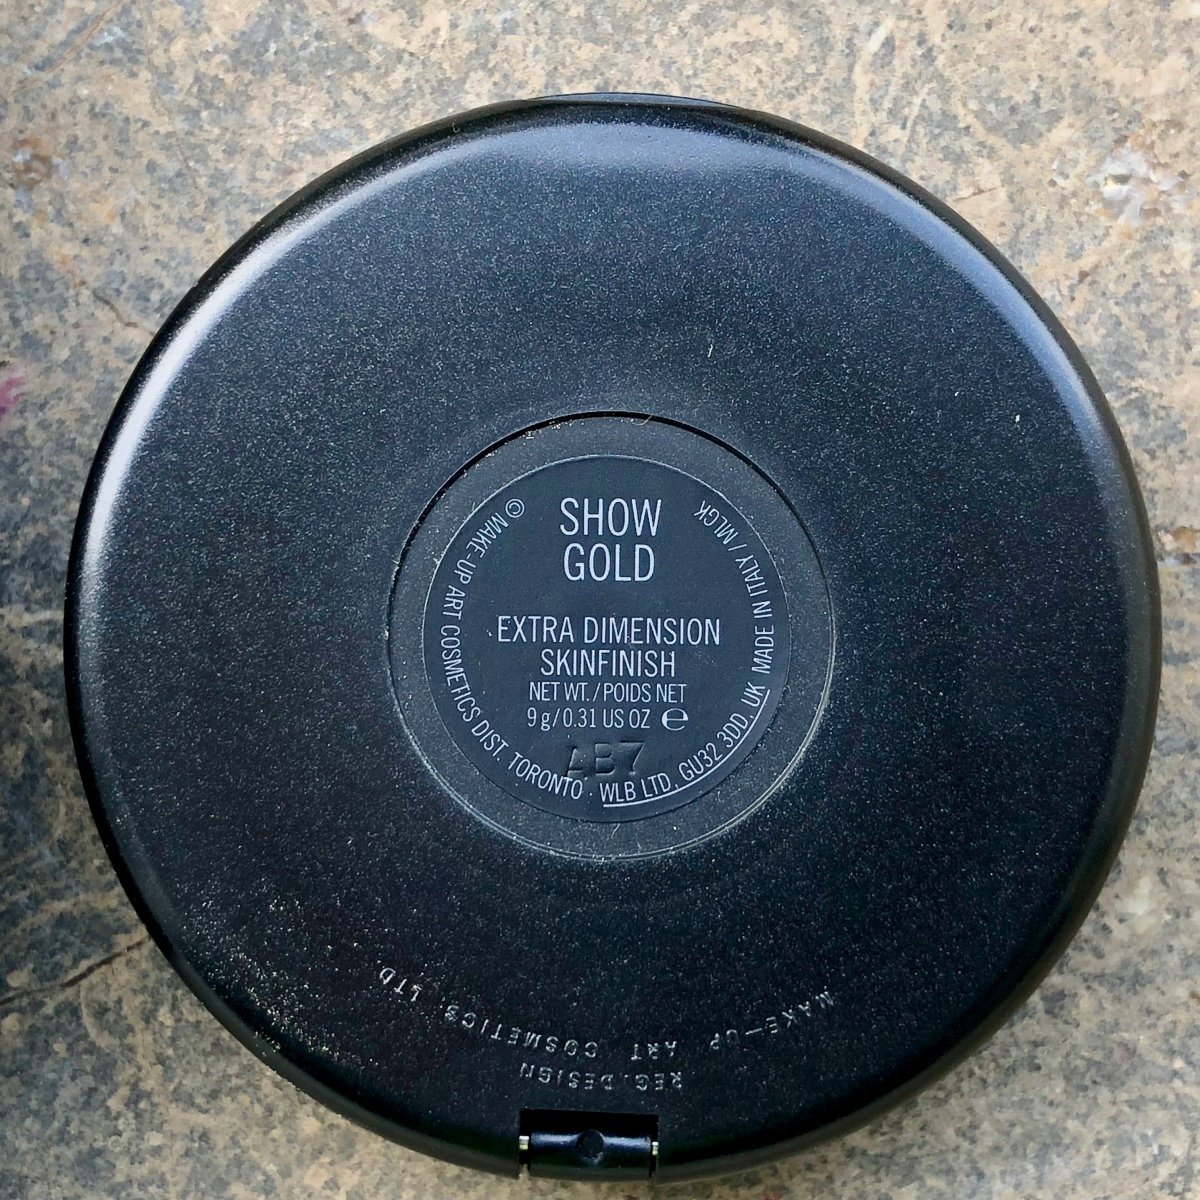 SHOW
GOLD
EXTRA DIMENSION
SKINFINISH
NET WT./POIDS NET
9 g/0.31 US OZ ℮
AB7
© MAKE-UP ART COSMETICS DIST. TORONTO · WLB LTD, GU32 3DD, UK MADE IN ITALY / MLGK
MAKE-UP ART COSMETICS LTD.
REG. DESIGN